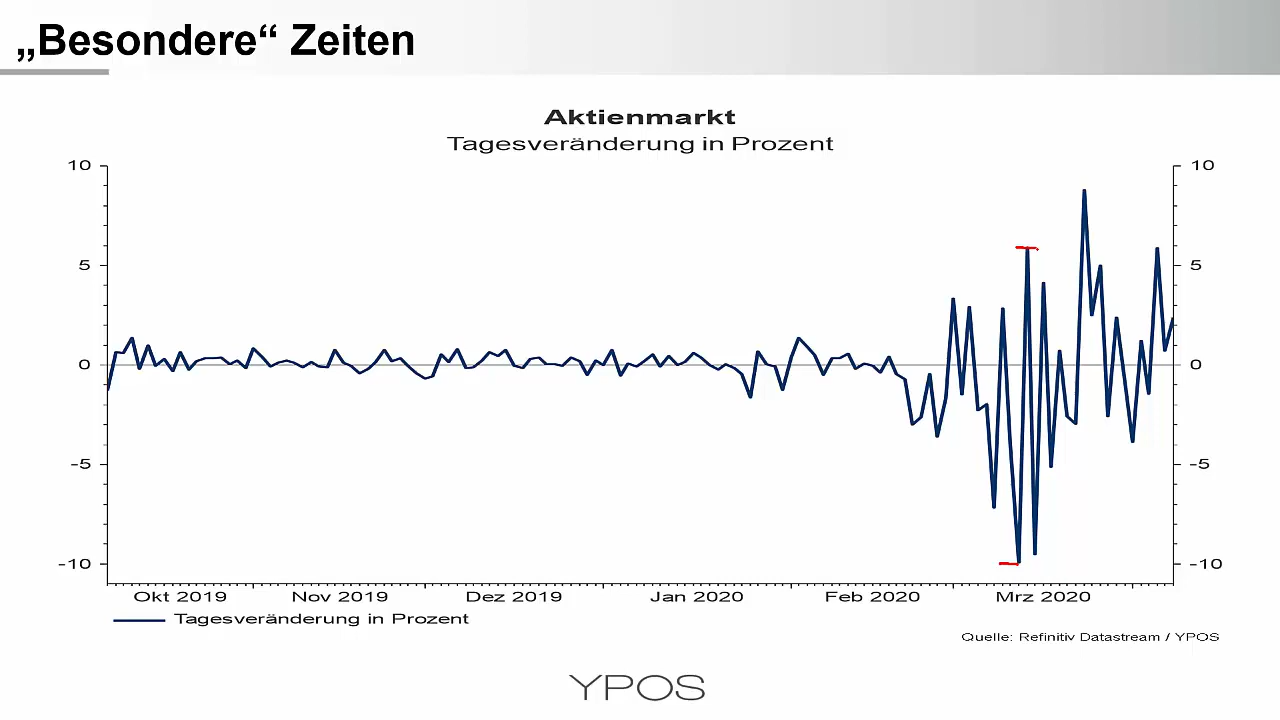 „Besondere“ Zeiten
Aktienmarkt
Tagesveränderung in Prozent
10
10
5
5
0
0
-5
-5
-10
-10
Okt 2019 Nov 2019 Dez 2019 Jan 2020 Feb 2020 Mrz 2020
Tagesveränderung in Prozent
Quelle: Refinitiv Datastream / YPOS
YPOS